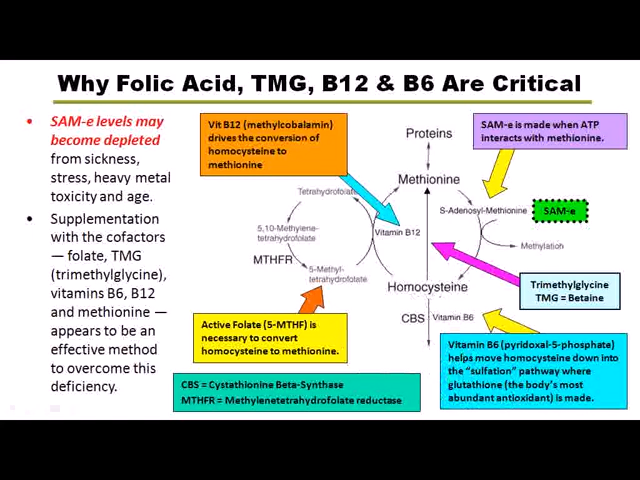 Why Folic Acid, TMG, B12 & B6 Are Critical
• SAM-e levels may
become depleted
from sickness,
stress, heavy metal
toxicity and age.
• Supplementation
with the cofactors
— folate, TMG
(trimethylglycine),
vitamins B6, B12
and methionine —
appears to be an
effective method
to overcome this
deficiency.
Vit B12 (methylcobalamin)
drives the conversion of
homocysteine to
methionine
Proteins
SAM-e is made when ATP
interacts with methionine.
Methionine
Tetrahydrofolate
S-Adenosyl-Methionine
SAM-e
5,10-Methylene-
tetrahydrofolate
Vitamin B12
Methylation
MTHFR
5-Methyl-
tetrahydrofolate
Homocysteine
Trimethylglycine
TMG = Betaine
CBS
Vitamin B6
Active Folate (5-MTHF) is
necessary to convert
homocysteine to methionine.
Vitamin B6 (pyridoxal-5-phosphate)
helps move homocysteine down into
the “sulfation” pathway where
glutathione (the body’s most
abundant antioxidant) is made.
CBS = Cystathione Beta-Synthase
MTHFR = Methylenetetrahydrofolate reductase